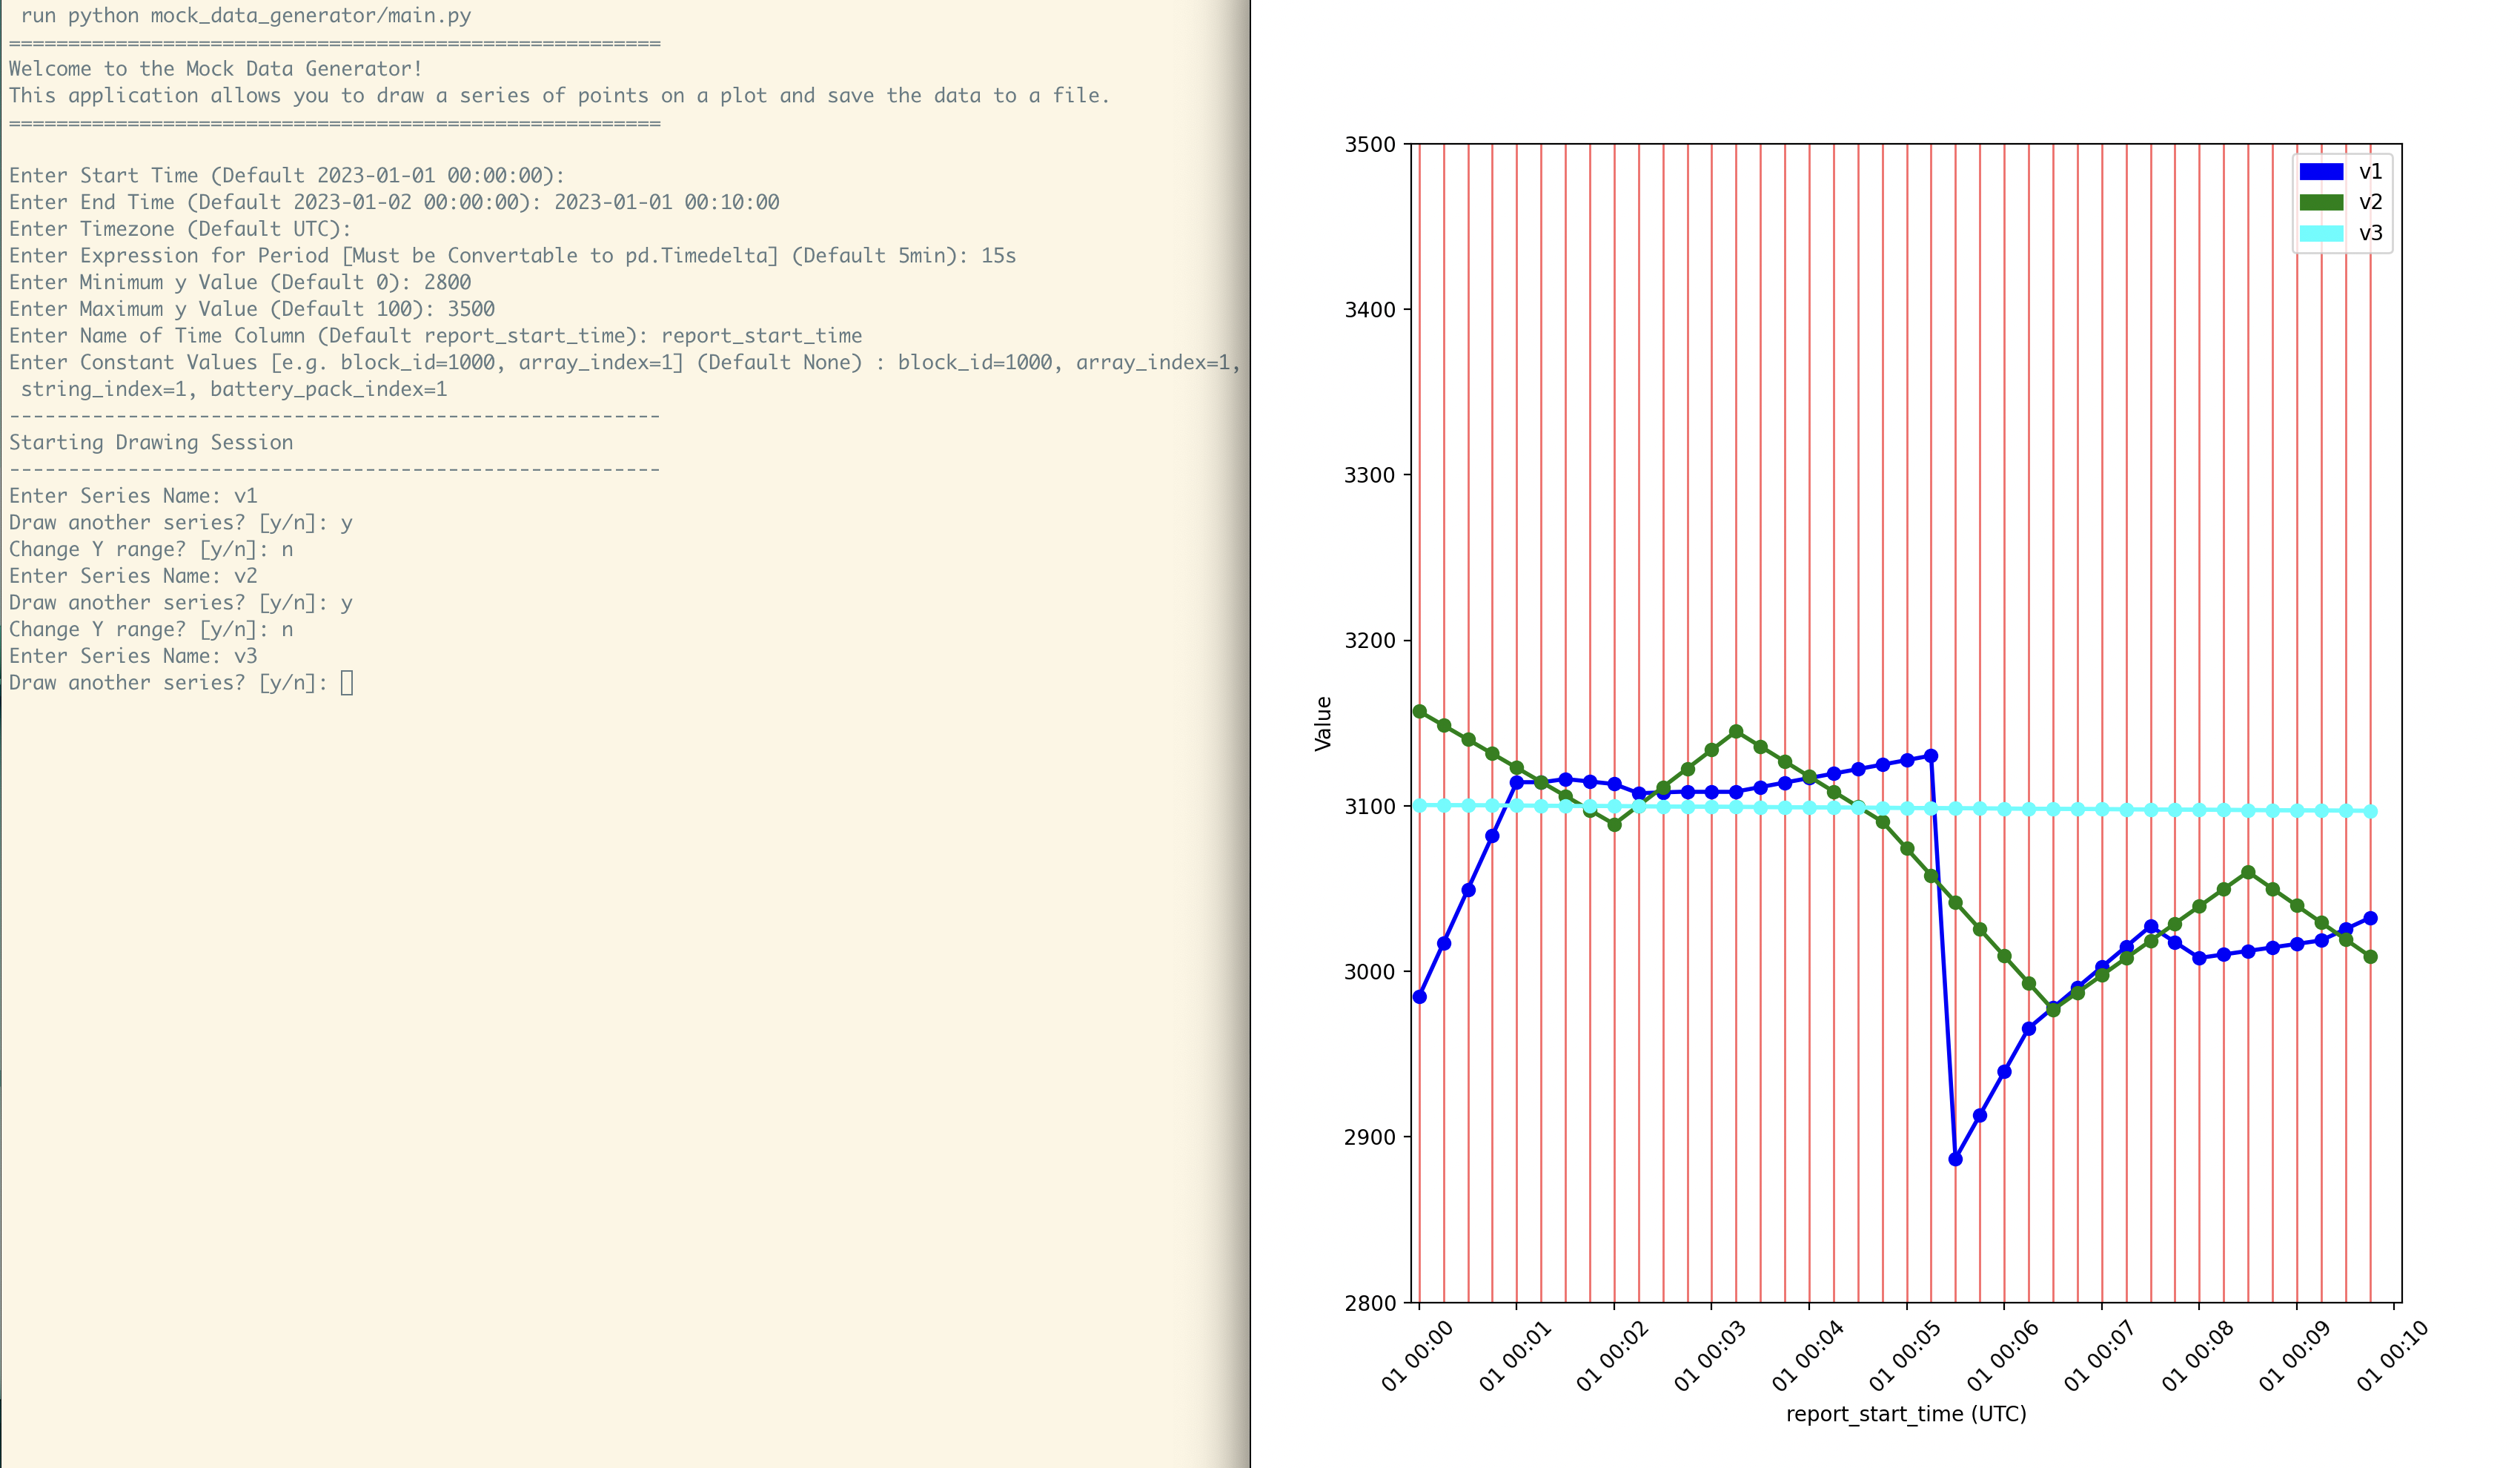 run python mock_data_generator/main.py
=======================================================
Welcome to the Mock Data Generator!
This application allows you to draw a series of points on a plot and save the data to a file.
=======================================================
Enter Start Time (Default 2023-01-01 00:00:00):
Enter End Time (Default 2023-01-02 00:00:00): 2023-01-01 00:10:00
Enter Timezone (Default UTC):
Enter Expression for Period [Must be Convertable to pd.Timedelta] (Default 5min): 15s
Enter Minimum y Value (Default 0): 2800
Enter Maximum y Value (Default 100): 3500
Enter Name of Time Column (Default report_start_time): report_start_time
Enter Constant Values [e.g. block_id=1000, array_index=1] (Default None) : block_id=1000, array_index=1,
string_index=1, battery_pack_index=1
-------------------------------------------------------
Starting Drawing Session
-------------------------------------------------------
Enter Series Name: v1
Draw another series? [y/n]: y
Change Y range? [y/n]: n
Enter Series Name: v2
Draw another series? [y/n]: y
Change Y range? [y/n]: n
Enter Series Name: v3
Draw another series? [y/n]:
v1
v2
v3
3500
3400
3300
3200
3100
3000
2900
2800
Value
01 00:00
01 00:01
01 00:02
01 00:03
01 00:04
01 00:05
01 00:06
01 00:07
01 00:08
01 00:09
01 00:10
report_start_time (UTC)